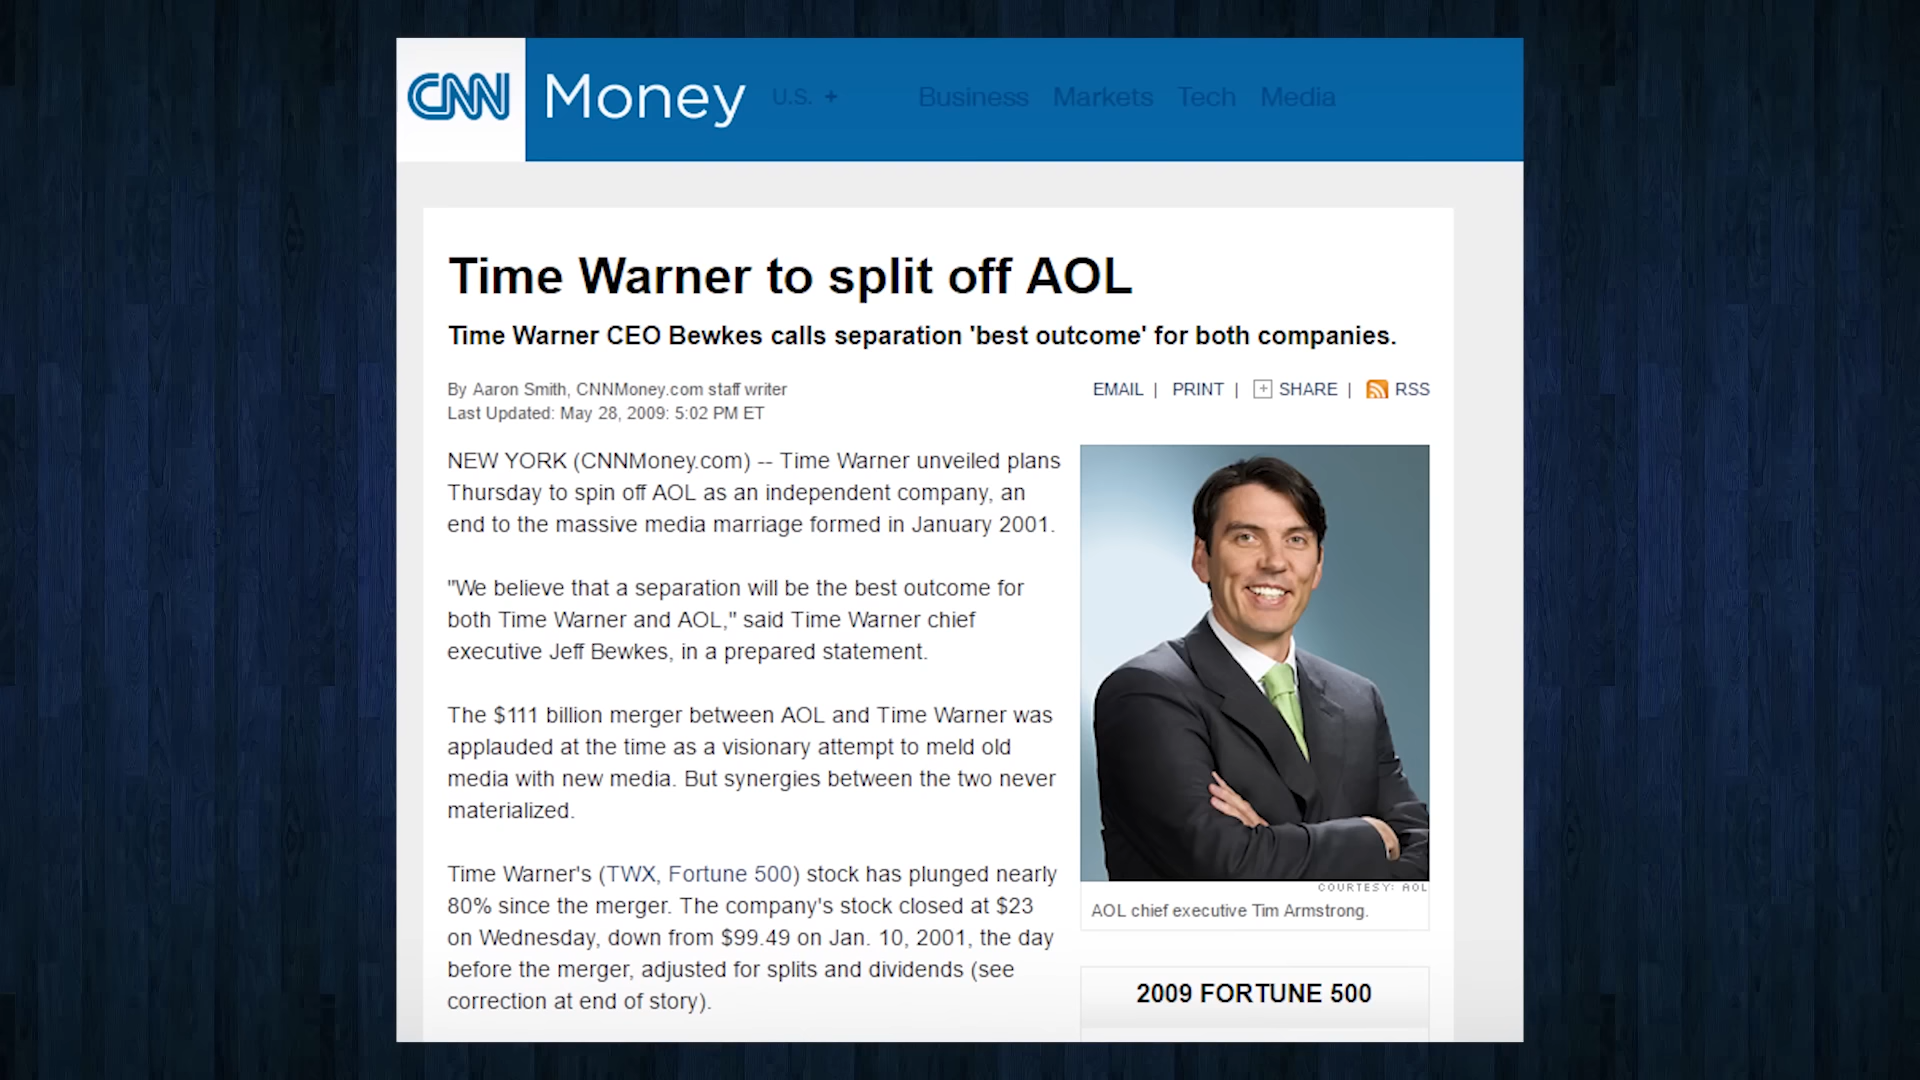 CNN Money U.S. + Business Markets Tech Media
Time Warner to split off AOL
Time Warner CEO Bewkes calls separation 'best outcome' for both companies.
By Aaron Smith, CNNMoney.com staff writer
Last Updated: May 28, 2009: 5:02 PM ET
EMAIL | PRINT | + SHARE | RSS
NEW YORK (CNNMoney.com) -- Time Warner unveiled plans
Thursday to spin off AOL as an independent company, an
end to the massive media marriage formed in January 2001.
"We believe that a separation will be the best outcome for
both Time Warner and AOL," said Time Warner chief
executive Jeff Bewkes, in a prepared statement.
The $111 billion merger between AOL and Time Warner was
applauded at the time as a visionary attempt to meld old
media with new media. But synergies between the two never
materialized.
Time Warner's (TWX, Fortune 500) stock has plunged nearly
80% since the merger. The company's stock closed at $23
on Wednesday, down from $99.49 on Jan. 10, 2001, the day
before the merger, adjusted for splits and dividends (see
correction at end of story).
COURTESY: AOL
AOL chief executive Tim Armstrong.
2009 FORTUNE 500